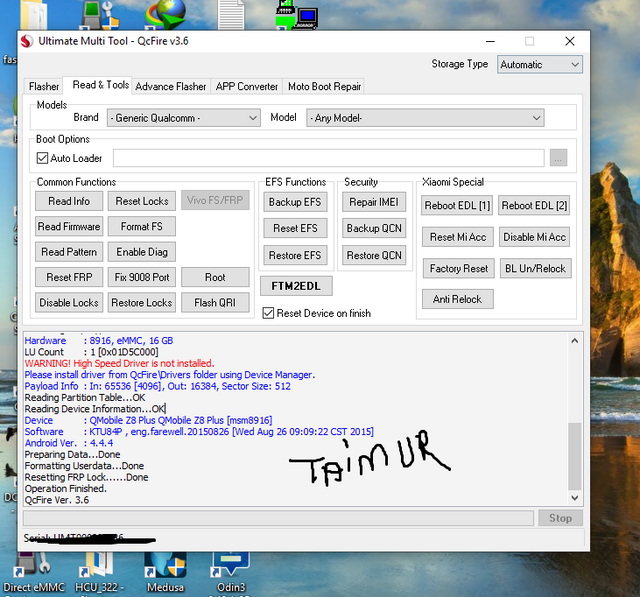 Ultimate Multi Tool - QcFire v3.6
Storage Type Automatic
Flasher Read & Tools Advance Flasher APP Converter Moto Boot Repair
Models
Brand - Generic Qualcomm - Model - Any Model-
Boot Options
Auto Loader ...
Common Functions EFS Functions Security Xiaomi Special
Read Info Reset Locks Vivo FS/FRP Backup EFS Repair IMEI Reboot EDL [1] Reboot EDL [2]
Read Firmware Format FS Reset EFS Backup QCN Reset Mi Acc Disable Mi Acc
Read Pattern Enable Diag Restore EFS Restore QCN Factory Reset BL Un/Relock
Reset FRP Fix 9008 Port Root FTM2EDL Anti Relock
Disable Locks Restore Locks Flash QRI Reset Device on finish
Hardware : 8916, eMMC, 16 GB
LU Count : 1 [0x01D5C000]
WARNING! High Speed Driver is not installed.
Please install driver from QcFire\Drivers folder using Device Manager.
Payload Info : In: 65536 [4096], Out: 16384, Sector Size: 512
Reading Partition Table...OK
Reading Device Information...OK
Device : QMobile Z8 Plus QMobile Z8 Plus [msm8916]
Software : KTU84P , eng.farewell.20150826 [Wed Aug 26 09:09:22 CST 2015]
Android Ver. : 4.4.4
Preparing Data...Done
Formatting Userdata...Done
Resetting FRP Lock......Done
Operation Finished.
QcFire Ver. 3.6
TAiMUR
Stop
Serial:
Direct eMMC HCU_322 - Medusa Odin3